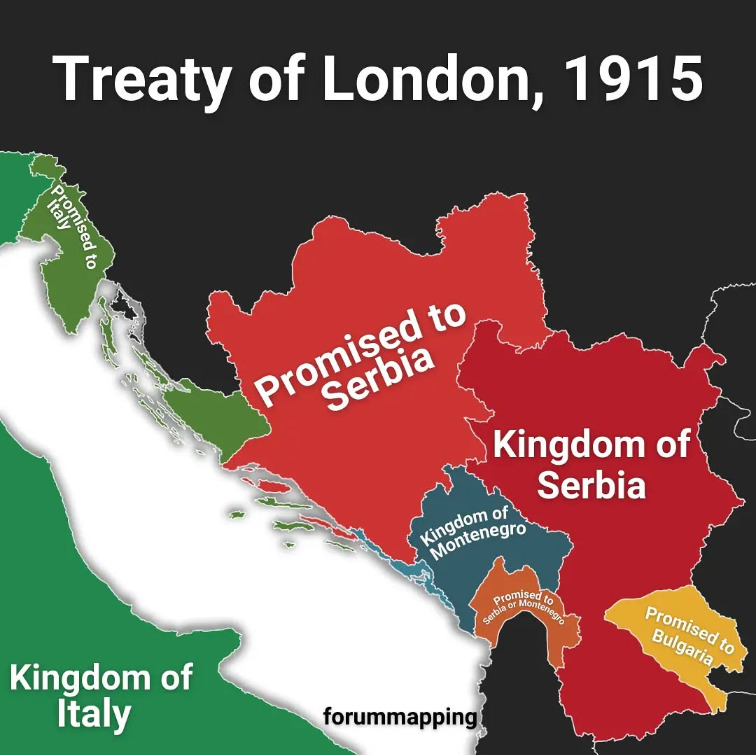 Treaty of London, 1915
Promised to
Italy
Promised to
Serbia
Kingdom of
Serbia
Kingdom of
Montenegro
Promised to
Serbia or Montenegro
Promised to
Bulgaria
Kingdom of
Italy
forummapping